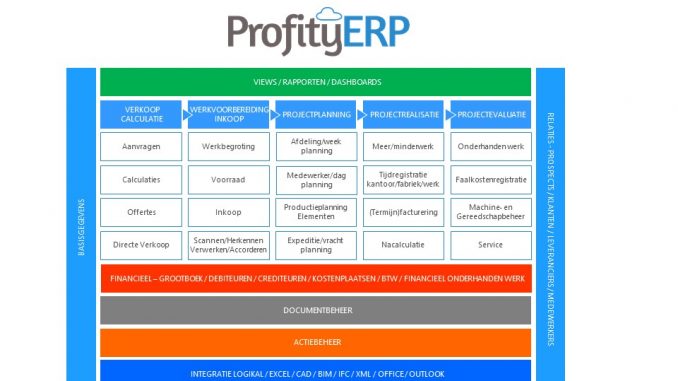 ProfityERP
VIEWS / RAPPORTEN / DASHBOARDS
BASISGEGEVENS
VERKOOP
CALCULATIE
WERKVOORBEREIDING
INKOOP
PROJECTPLANNING
PROJECTREALISATIE
PROJECTEVALUATIE
Aanvragen
Werkbegroting
Afdeling/week
planning
Meer/minderwerk
Onderhandenwerk
Calculaties
Voorraad
Medewerker/dag
planning
Tijdregistratie
kantoor/fabriek/werk
Faalkostenregistratie
Offertes
Inkoop
Productieplanning
Elementen
(Termijn)facturering
Machine- en
Gereedschapbeheer
Directe Verkoop
Scannen/Herkennen
Verwerken/Accorderen
Expeditie/vracht
planning
Nacalculatie
Service
RELATIES - PROSPECTS / KLANTEN / LEVERANCIERS / MEDEWERKERS
FINANCIEEL – GROOTBOEK / DEBITEUREN / CREDITEUREN / KOSTENPLAATSEN / BTW / FINANCIEEL ONDERHANDEN WERK
DOCUMENTBEHEER
ACTIEBEHEER
INTEGRATIE LOGIKAL / EXCEL / CAD / BIM / IFC / XML / OFFICE / OUTLOOK